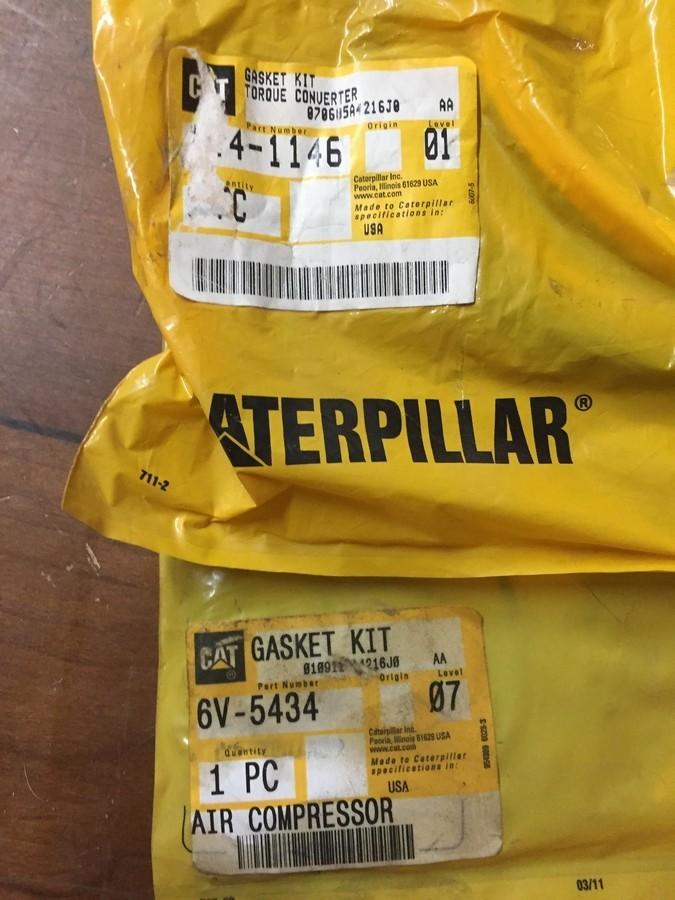 CAT GASKET KIT
TORQUE CONVERTER
AA
Part Number Origin Level
4-1146 01
C
Caterpillar Inc.
Peoria, Illinois 61629 USA
www.cat.com
Made to Caterpillar
specifications in:
USA
CATERPILLAR®
711-2
CAT® GASKET KIT
AA
Part Number Origin Level
6V-5434 07
Caterpillar Inc.
Peoria, Illinois 61629 USA
www.cat.com
Quantity
Made to Caterpillar
specifications in:
1 PC
USA
AIR COMPRESSOR
03/11